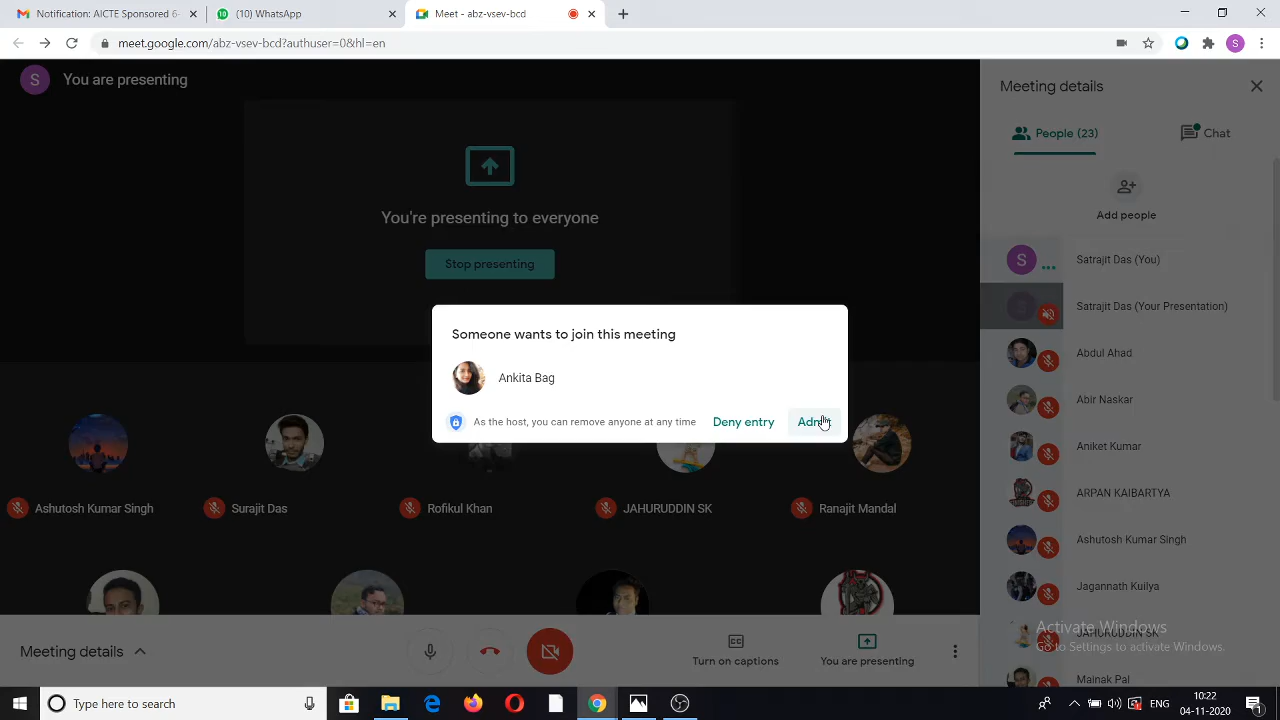 Notification: AICTE Sponsored 6-
(10) WhatsApp
Meet - abz-vsev-bcd
meet.google.com/abz-vsev-bcd?authuser=0&hl=en
S
S
You are presenting
You're presenting to everyone
Stop presenting
Someone wants to join this meeting
Ankita Bag
As the host, you can remove anyone at any time
Deny entry
Ashutosh Kumar Singh
Surajit Das
Rofikul Khan
JAHURUDDIN SK
Ranajit Mandal
Meeting details
Turn on captions
You are presenting
Meeting details
People (23)
Chat
Add people
S
Satrajit Das (You)
Satrajit Das (Your Presentation)
Abdul Ahad
Abir Naskar
Aniket Kumar
ARPAN KAIBARTYA
Ashutosh Kumar Singh
Jagannath Kuilya
JAHURUDDIN SK
Mainak Pal
Activate Windows
Go to Settings to activate Windows.
Type here to search
ENG
10:22
04-11-2020